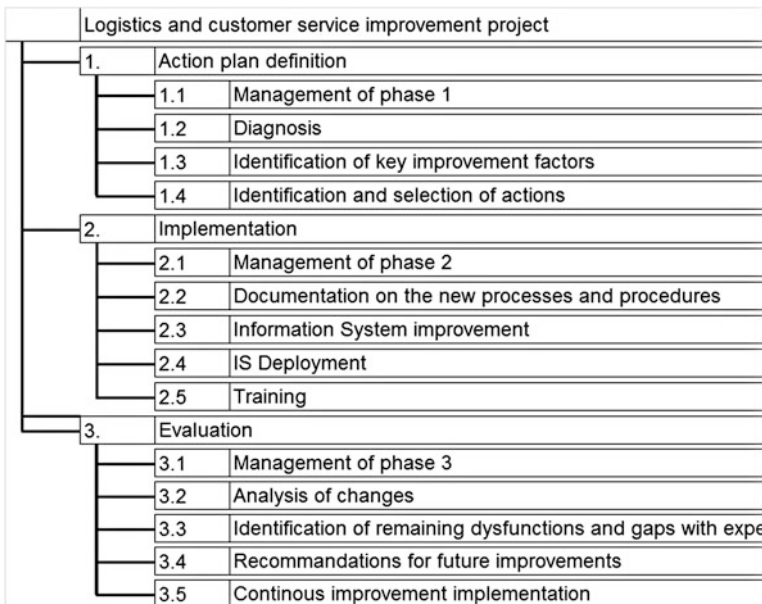 Logistics and customer service improvement project
1. Action plan definition
1.1 Management of phase 1
1.2 Diagnosis
1.3 Identification of key improvement factors
1.4 Identification and selection of actions
2. Implementation
2.1 Management of phase 2
2.2 Documentation on the new processes and procedures
2.3 Information System improvement
2.4 IS Deployment
2.5 Training
3. Evaluation
3.1 Management of phase 3
3.2 Analysis of changes
3.3 Identification of remaining dysfunctions and gaps with
3.4 Recommandations for future improvements
3.5 Continous improvement implementation